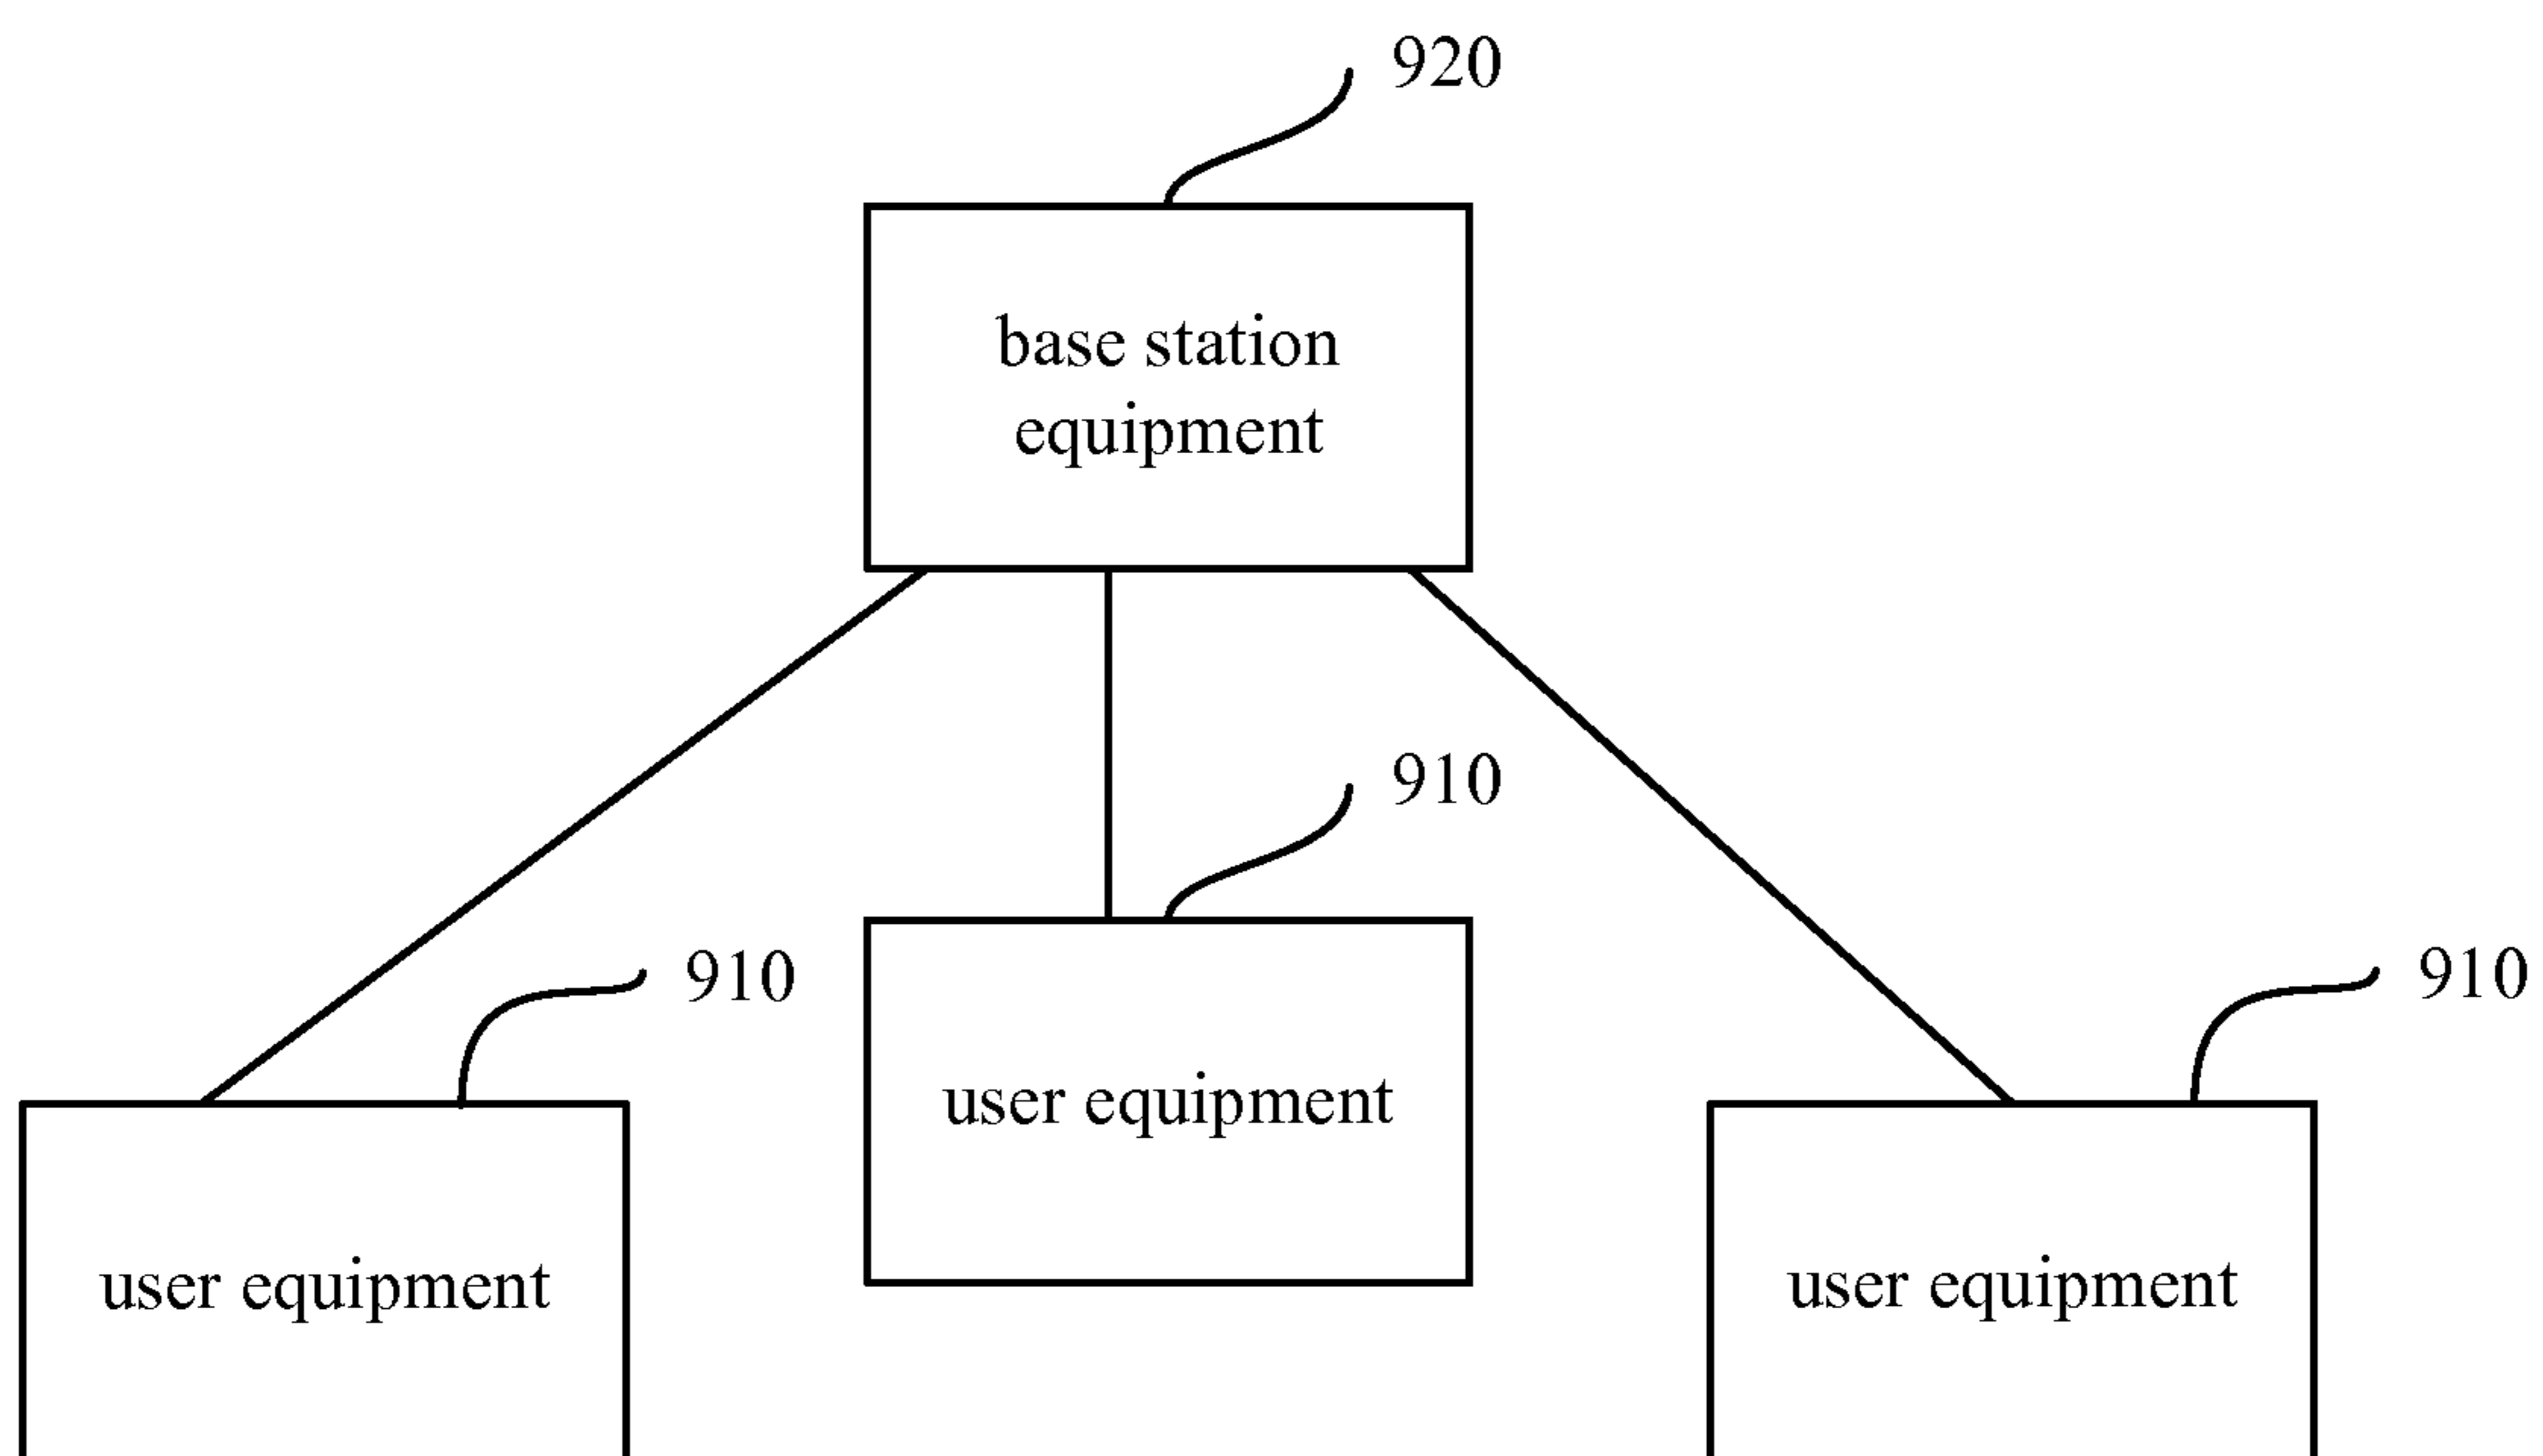 920
base station
equipment
910
user equipment
910
user equipment
910
user equipment